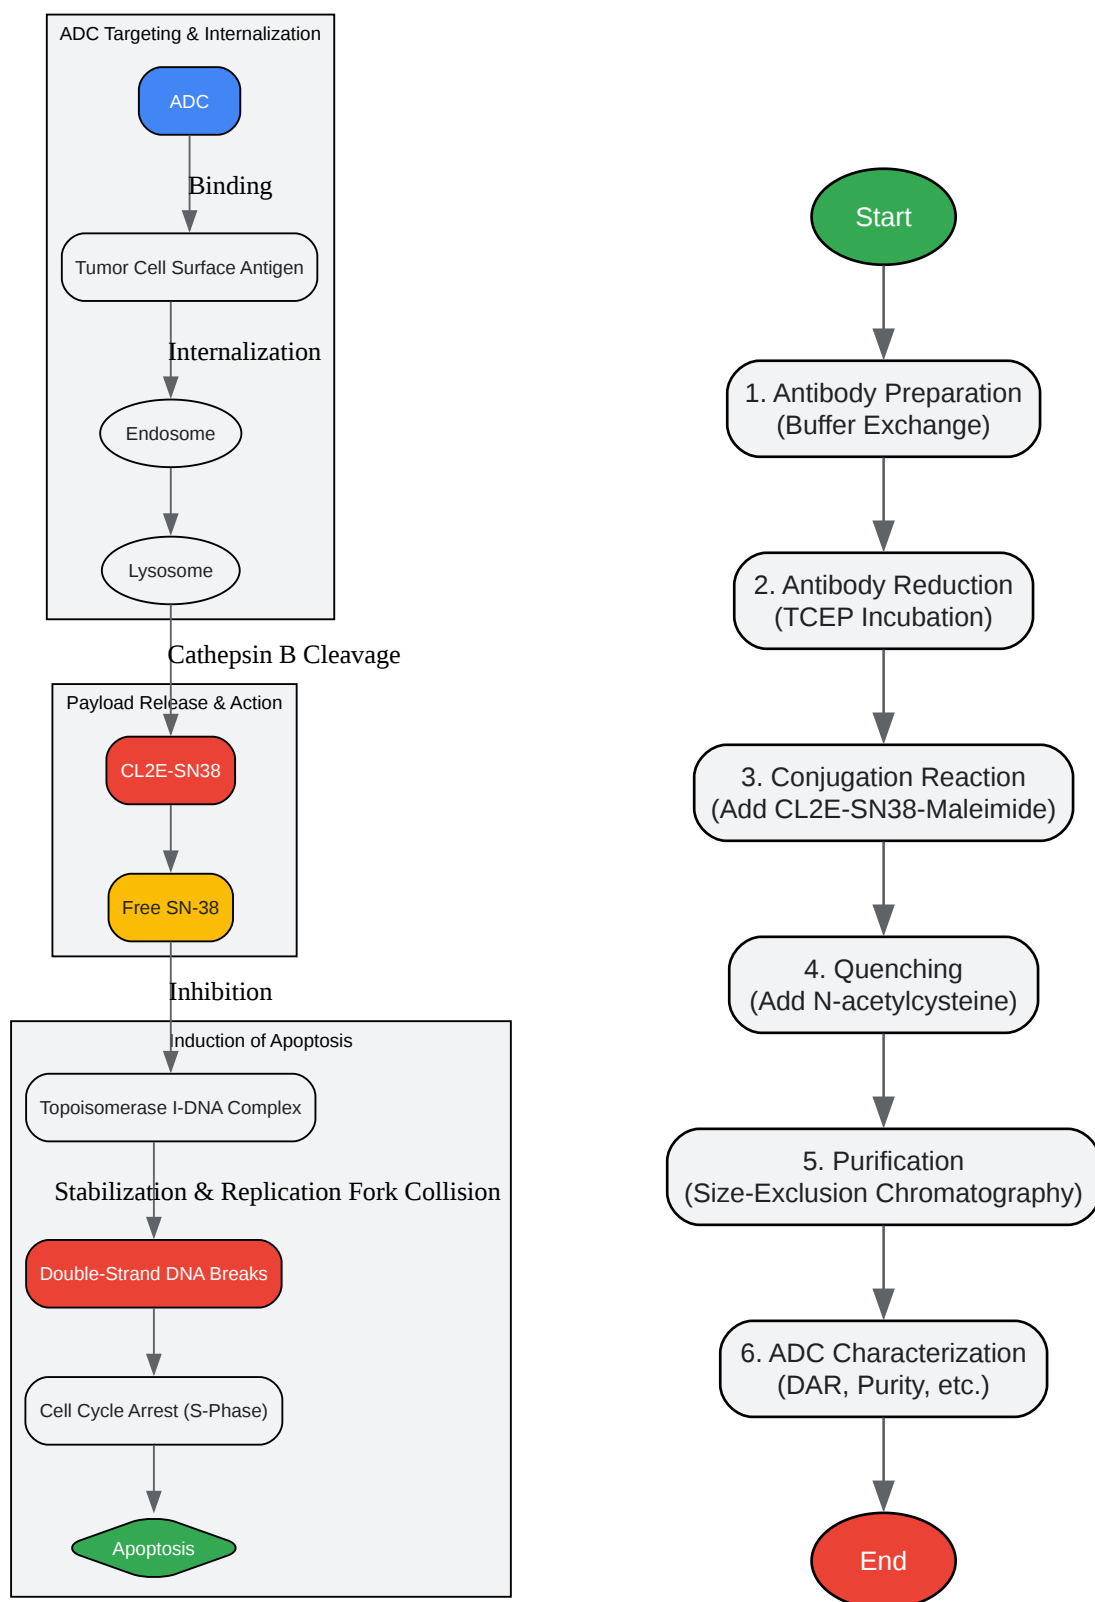 ADC Targeting & Internalization
ADC
Binding
Tumor Cell Surface Antigen
Internalization
Endosome
Lysosome
Cathepsin B Cleavage
Payload Release & Action
CL2E-SN38
Free SN-38
Inhibition
Induction of Apoptosis
Topoisomerase I-DNA Complex
Stabilization & Replication Fork Collision
Double-Strand DNA Breaks
Cell Cycle Arrest (S-Phase)
Apoptosis
Start
1. Antibody Preparation
(Buffer Exchange)
2. Antibody Reduction
(TCEP Incubation)
3. Conjugation Reaction
(Add CL2E-SN38-Maleimide)
4. Quenching
(Add N-acetylcysteine)
5. Purification
(Size-Exclusion Chromatography)
6. ADC Characterization
(DAR, Purity, etc.)
End